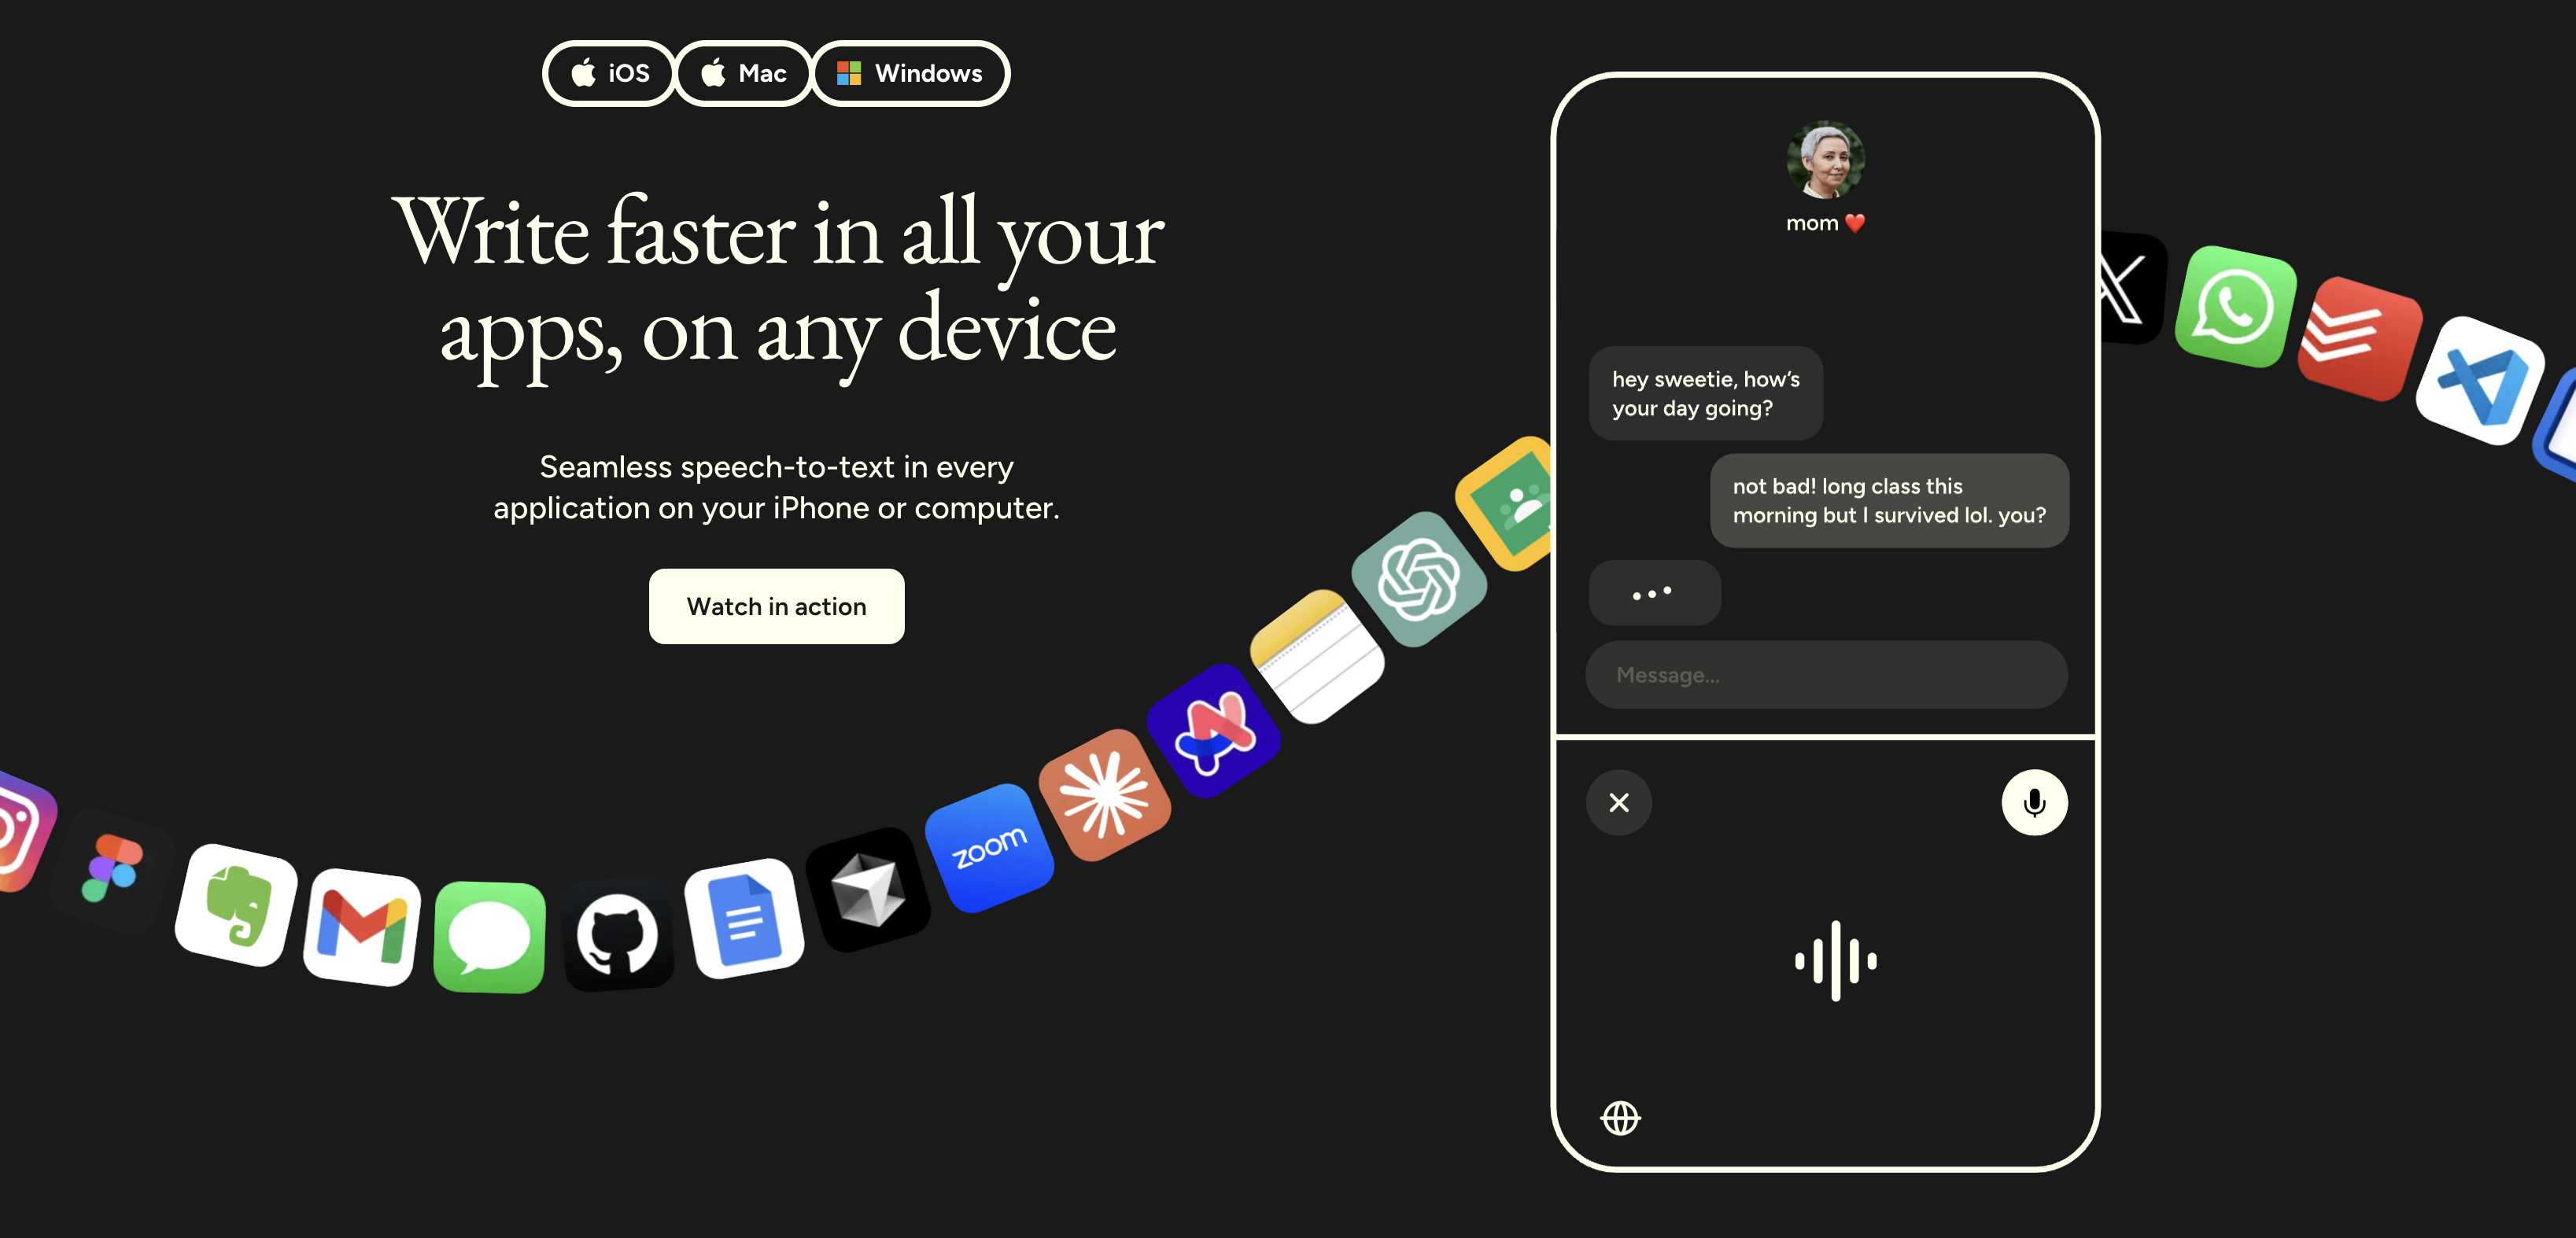 iOS
Mac
Windows
Write faster in all your
apps, on any device
Seamless speech-to-text in every
application on your iPhone or computer.
Watch in action
zoom
mom ❤️
hey sweetie, how’s
your day going?
not bad! long class this
morning but I survived lol. you?
Message...